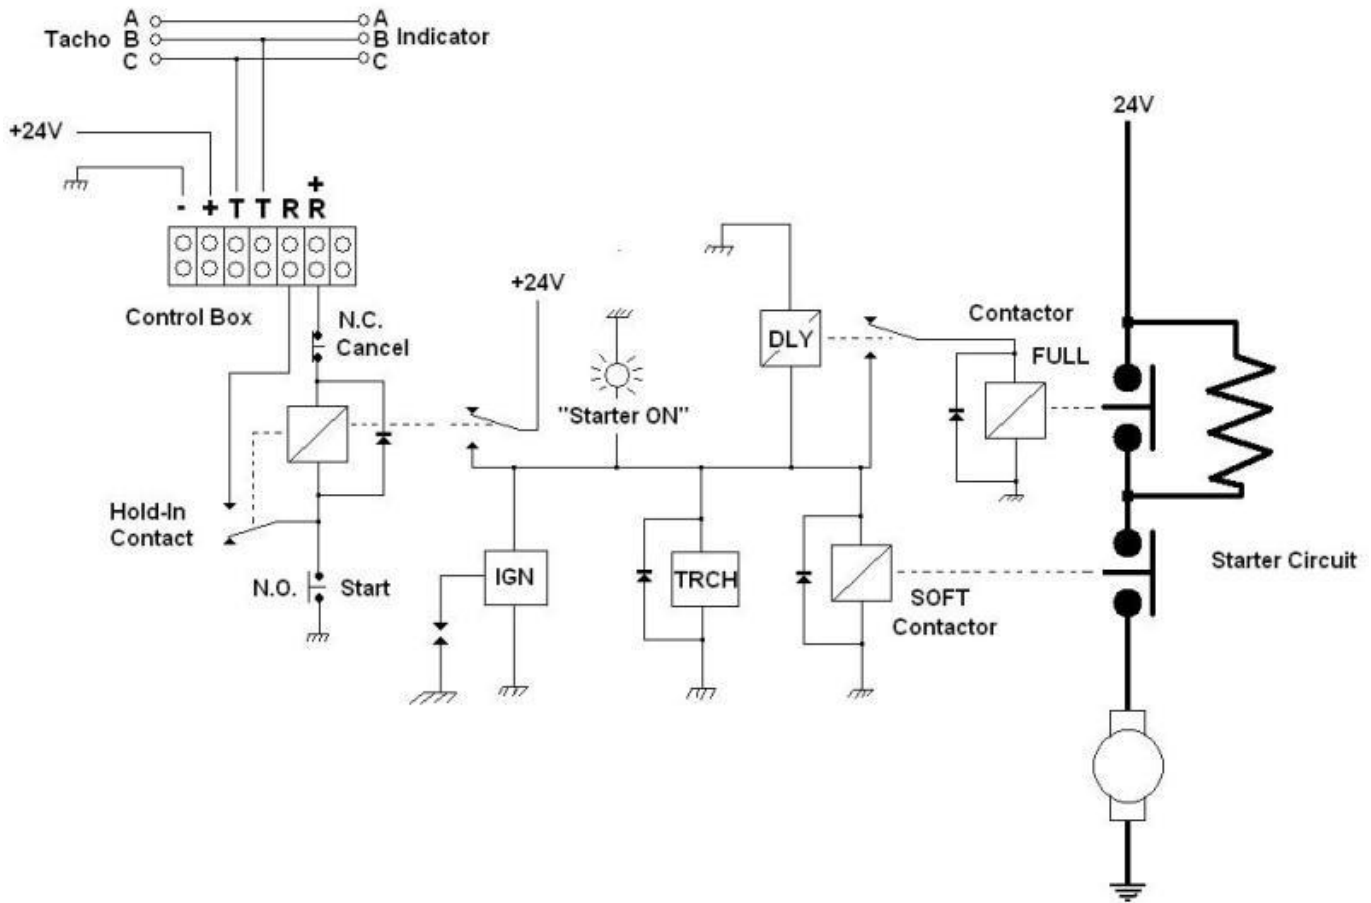 A A
Tacho B B Indicator
C C
24V
+24V
+
- + T T R R
+24V
Control Box
N.C.
Cancel
Contactor
DLY
FULL
"Starter ON"
Hold-In
Contact
N.O. Start
IGN
TRCH
SOFT
Contactor
Starter Circuit